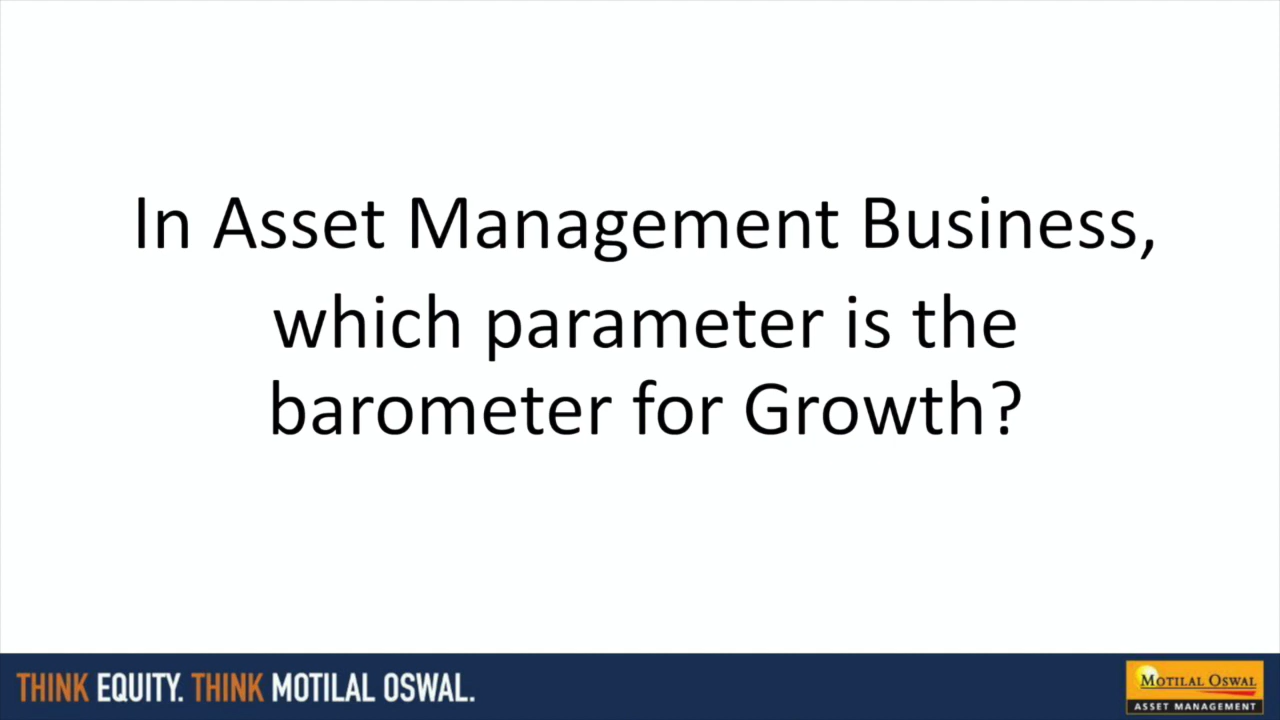 In Asset Management Business,
which parameter is the
barometer for Growth?
THINK EQUITY. THINK MOTILAL OSWAL.
MOTILAL OSWAL
ASSET MANAGEMENT